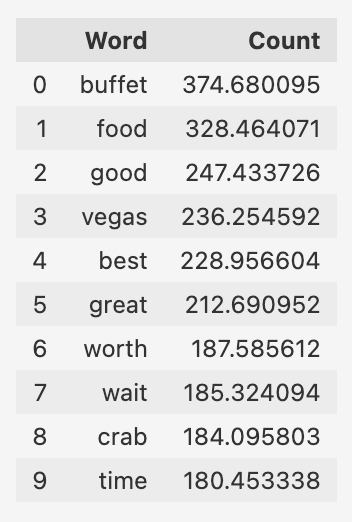 Word Count
0 buffet 374.680095
1 food 328.464071
2 good 247.433726
3 vegas 236.254592
4 best 228.956604
5 great 212.690952
6 worth 187.585612
7 wait 185.324094
8 crab 184.095803
9 time 180.453338